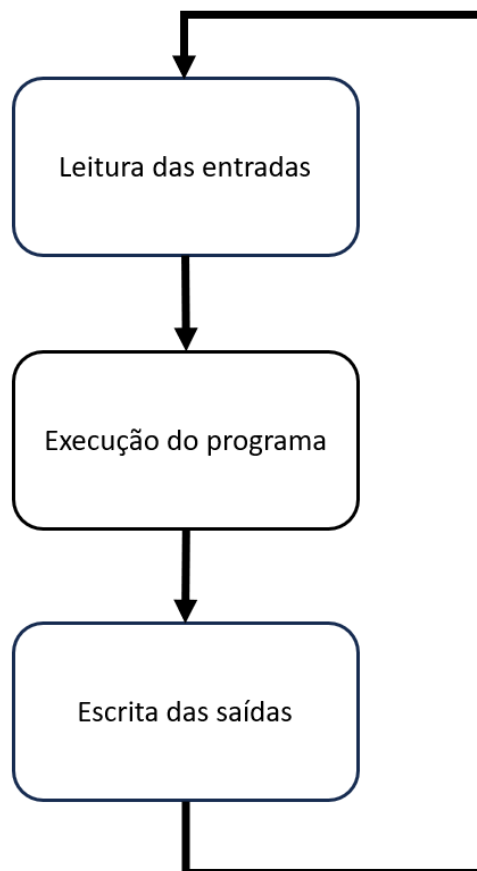 Leitura das entradas
Execução do programa
Escrita das saídas